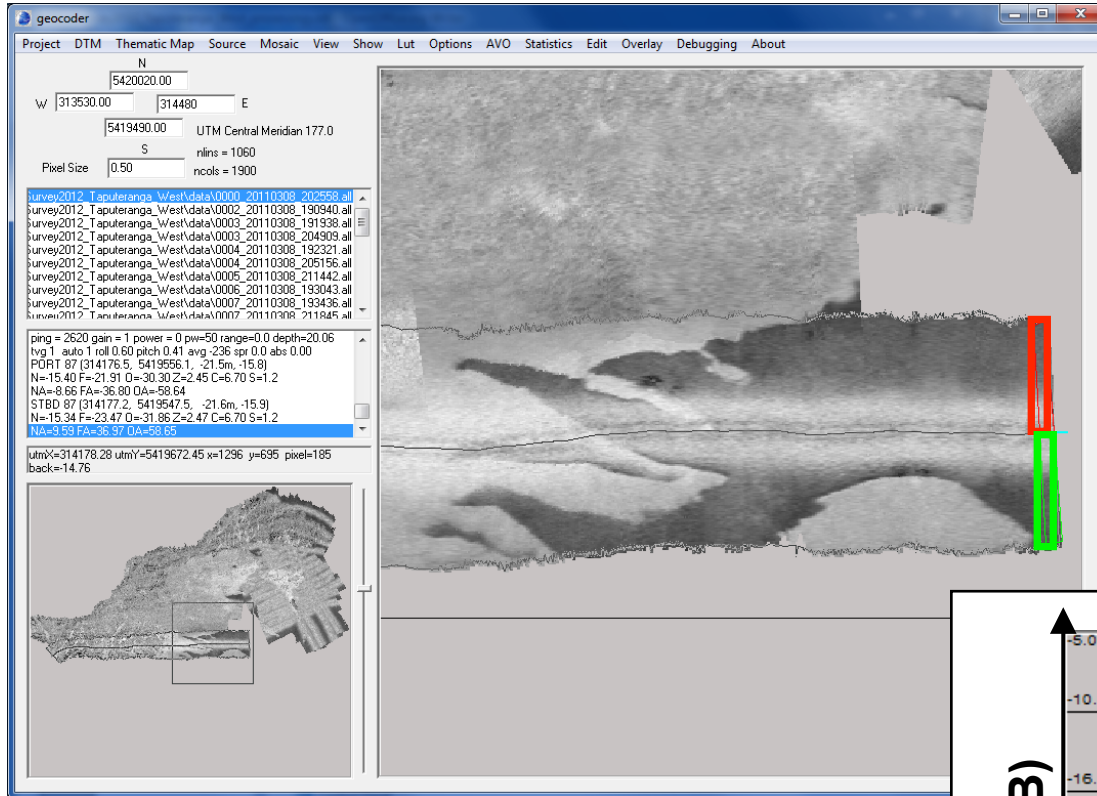 geocoder
Project DTM Thematic Map Source Mosaic View Show Lut Options AVO Statistics Edit Overlay Debugging About
N
5420020.00
W 313530.00 314480 E
5419490.00 UTM Central Meridian 177.0
S nlins = 1060
Pixel Size 0.50 ncols = 1900
Survey2012_Taputeranga_West\data\0000_20110308_202558.all
Survey2012_Taputeranga_West\data\0002_20110308_190940.all
Survey2012_Taputeranga_West\data\0003_20110308_191938.all
Survey2012_Taputeranga_West\data\0003_20110308_204909.all
Survey2012_Taputeranga_West\data\0004_20110308_192321.all
Survey2012_Taputeranga_West\data\0004_20110308_205156.all
Survey2012_Taputeranga_West\data\0005_20110308_211442.all
Survey2012_Taputeranga_West\data\0006_20110308_193043.all
Survey2012_Taputeranga_West\data\0007_20110308_193436.all
Survey2012_Taputeranga_West\data\0007_20110308_211845.all
ping = 2620 gain = 1 power = 0 pw=50 range=0.0 depth=20.06
tvg 1 auto 1 roll 0.60 pitch 0.41 avg -236 spr 0.0 abs 0.00
PORT 87 (314176.5, 5419556.1, -21.5m, -15.8)
N=-15.40 F=-21.91 O=-30.30 Z=2.45 C=6.70 S=1.2
NA=-8.66 FA=-36.80 OA=-58.64
STBD 87 (314177.2, 5419547.5, -21.6m, -15.9)
N=-15.34 F=-23.47 O=-31.86 Z=2.47 C=6.70 S=1.2
NA=9.59 FA=36.97 OA=58.65
utmX=314178.28 utmY=5419672.45 x=1296 y=695 pixel=185
back=-14.76
-5.0
-10.
-16.
m)